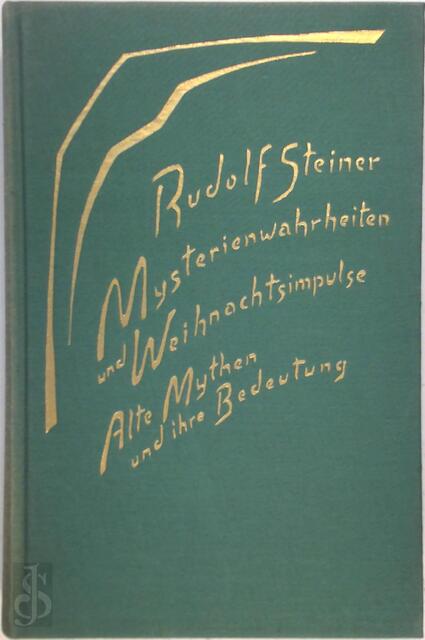 Rudolf Steiner
Mysterienwahrheiten
und Weihnachtsimpulse
Alte Mythen
und ihre Bedeutung